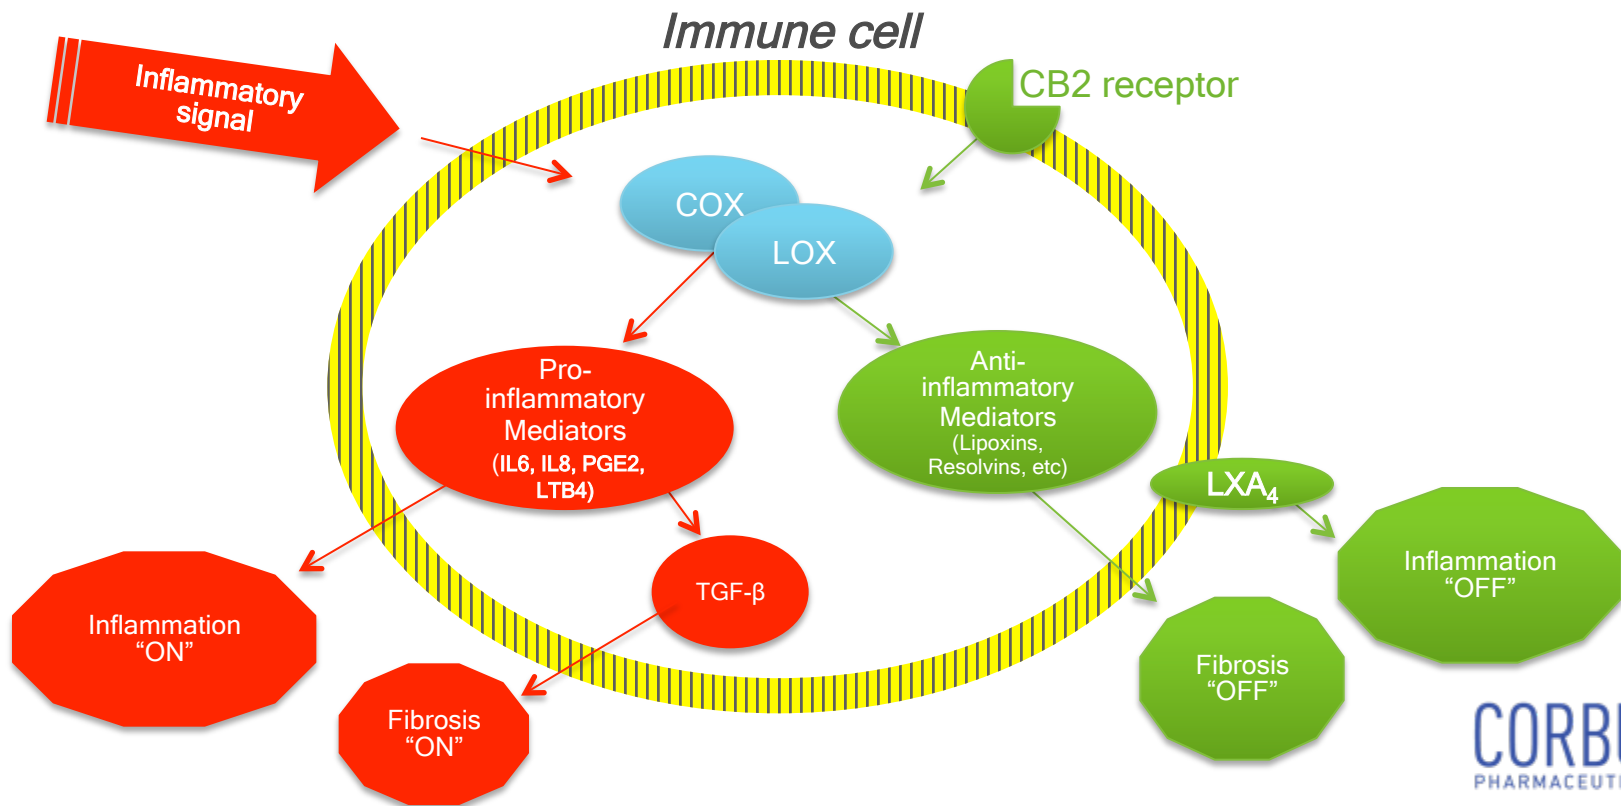 Immune cell
Inflammatory
signal
CB2 receptor
COX
LOX
Pro-
inflammatory
Mediators
(IL6, IL8, PGE2,
LTB4)
Anti-
inflammatory
Mediators
(Lipoxins,
Resolvins, etc)
LXA4
TGF-β
Inflammation
“ON”
Fibrosis
“ON”
Inflammation
“OFF”
Fibrosis
“OFF”